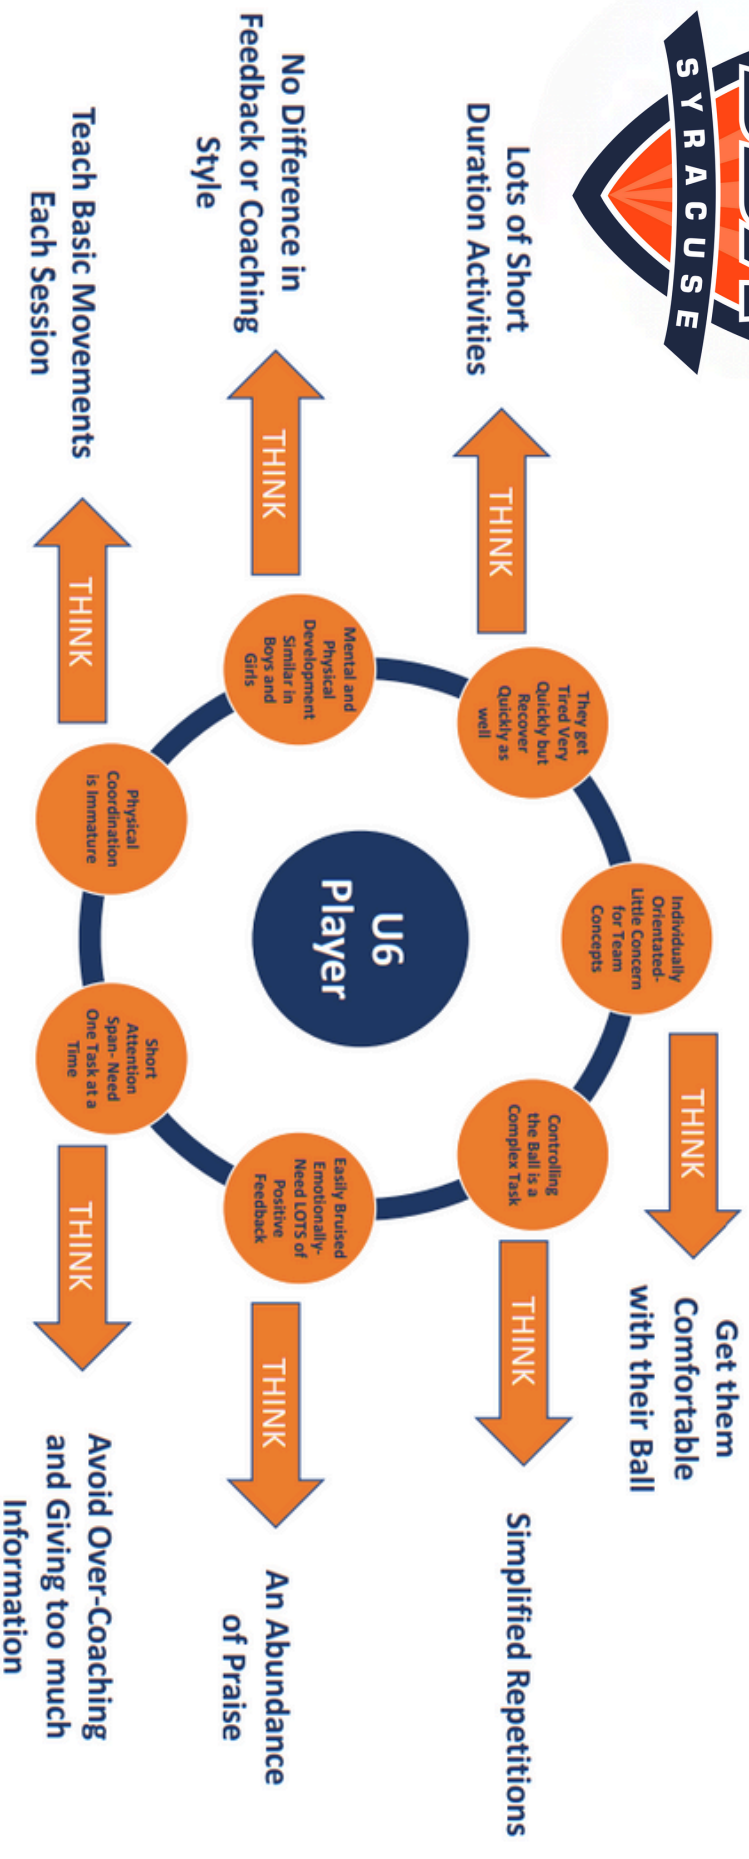 SYRACUSE
Individually
Orientated-
Little Concern
for Team
Concepts
THINK
Get them
Comfortable
with their Ball
Controlling
the Ball is a
Complex Task
THINK
Simplified Repetitions
Easily Bruised
Emotionally-
Need LOTS of
Positive
Feedback
THINK
An Abundance
of Praise
Short
Attention
Span- Need
One Task at a
Time
THINK
Avoid Over-Coaching
and Giving too much
Information
Physical
Coordination
is Immature
THINK
Teach Basic Movements
Each Session
Mental and
Physical
Development
Similar in
Boys and
Girls
THINK
No Difference in
Feedback or Coaching
Style
They get
Tired Very
Quickly but
Recover
Quickly as
well
THINK
Lots of Short
Duration Activities
U6
Player